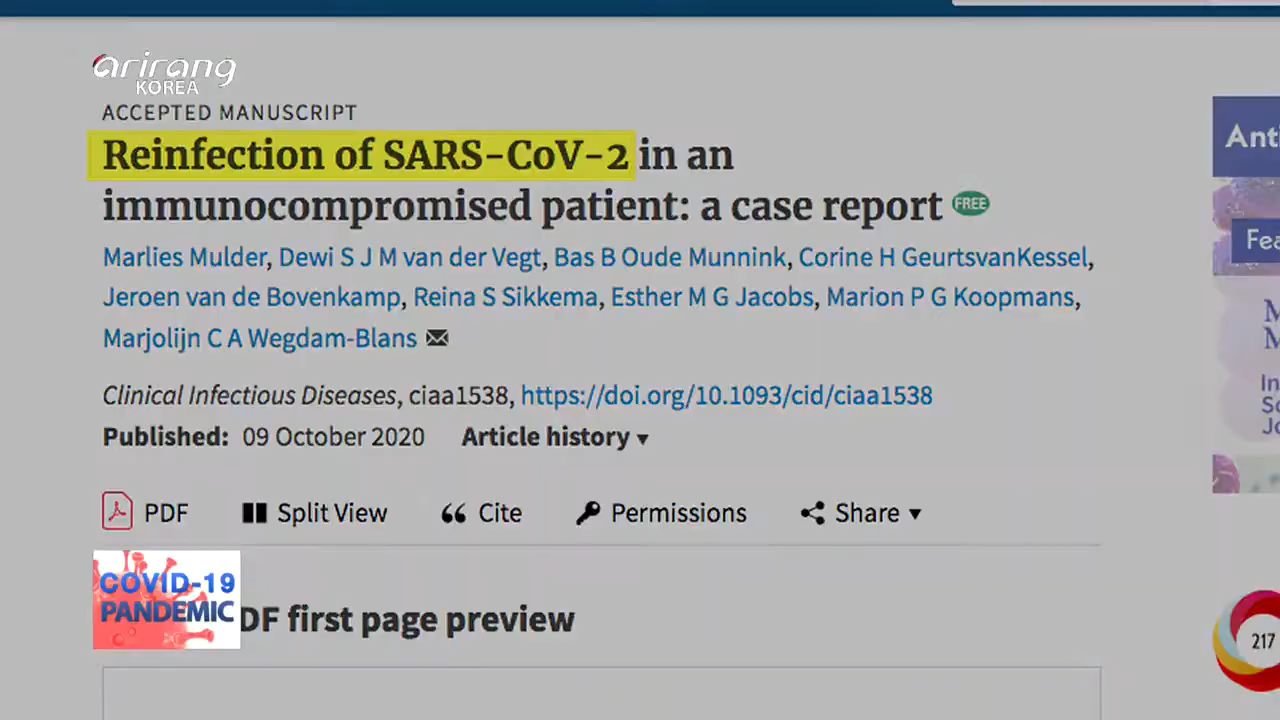 arirang
KOREA
ACCEPTED MANUSCRIPT
Reinfection of SARS-CoV-2 in an
immunocompromised patient: a case report FREE
Marlies Mulder, Dewi S J M van der Vegt, Bas B Oude Munnink, Corine H GeurtsvanKessel,
Jeroen van de Bovenkamp, Reina S Sikkema, Esther M G Jacobs, Marion P G Koopmans,
Marjolijn C A Wegdam-Blans
Clinical Infectious Diseases, ciaa1538, https://doi.org/10.1093/cid/ciaa1538
Published: 09 October 2020 Article history
PDF Split View Cite Permissions Share
COVID-19
PANDEMIC
DF first page preview
Ant
Fea
M
M
In
Sc
Jo
217